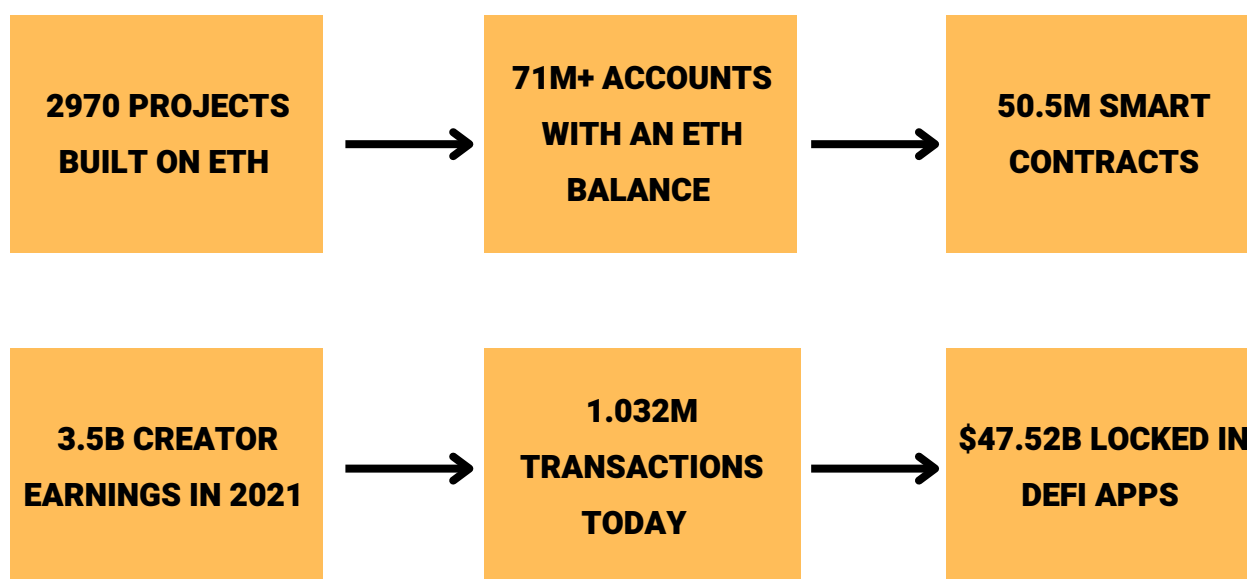 2970 PROJECTS
BUILT ON ETH
71M+ ACCOUNTS
WITH AN ETH
BALANCE
50.5M SMART
CONTRACTS
3.5B CREATOR
EARNINGS IN 2021
1.032M
TRANSACTIONS
TODAY
$47.52B LOCKED IN
DEFI APPS